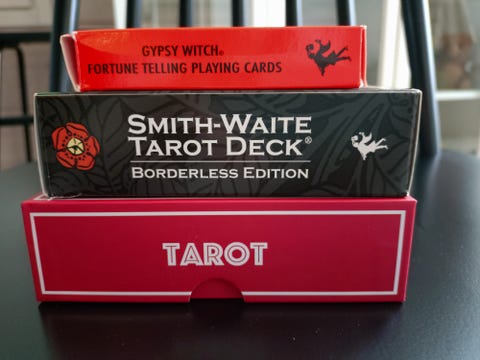 GYPSY WITCH®
FORTUNE TELLING PLAYING CARDS
SMITH-WAITE
TAROT DECK®
BORDERLESS EDITION
TAROT